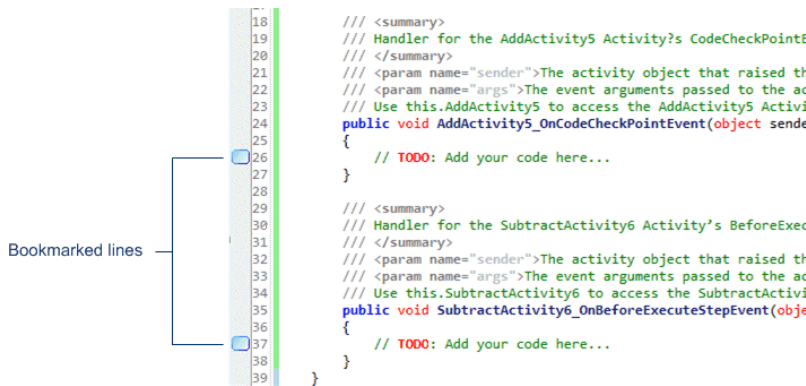 18 /// <summary>
19 /// Handler for the AddActivity5 Activity?s CodeCheckPointE
20 /// </summary>
21 /// <param name="sender">The activity object that raised th
22 /// <param name="args">The event arguments passed to the ac
23 /// Use this.AddActivity5 to access the AddActivity5 Activi
24 public void AddActivity5_OnCodeCheckPointEvent(object sende
25 {
26 // TODO: Add your code here...
27 }
28
29 /// <summary>
30 /// Handler for the SubtractActivity6 Activity's BeforeExec
31 /// </summary>
Bookmarked lines
32 /// <param name="sender">The activity object that raised th
33 /// <param name="args">The event arguments passed to the ac
34 /// Use this.SubtractActivity6 to access the SubtractActivi
35 public void SubtractActivity6_OnBeforeExecuteStepEvent(obje
36 {
37 // TODO: Add your code here...
38 }
39 }